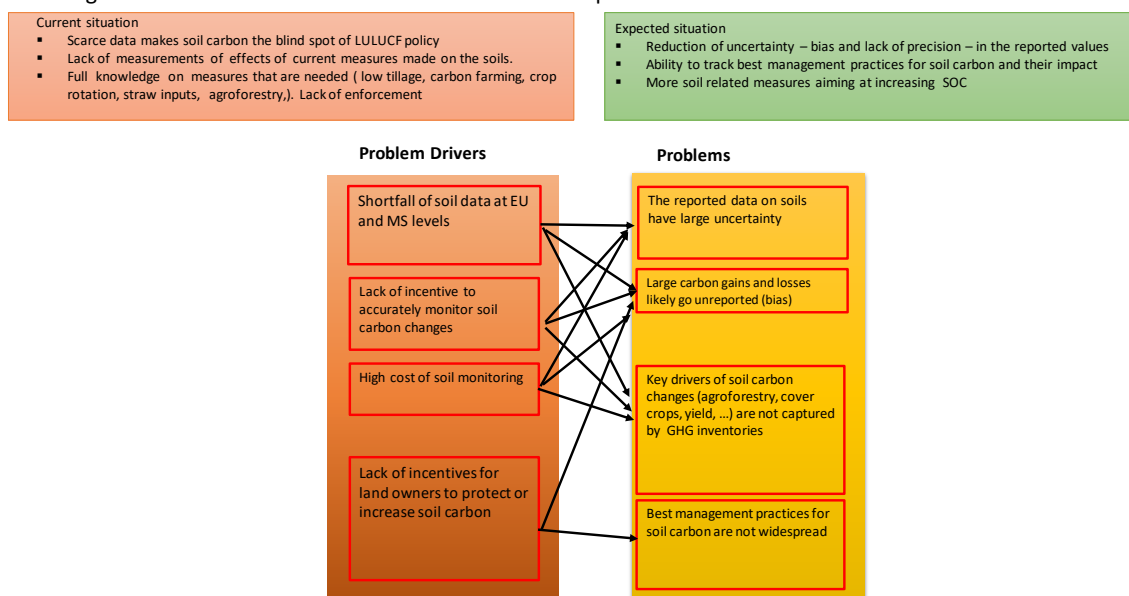 Current situation
▪ Scarce data makes soil carbon the blind spot of LULUCF policy
▪ Lack of measurements of effects of current measures made on the soils.
▪ Full knowledge on measures that are needed ( low tillage, carbon farming, crop
rotation, straw inputs, agroforestry,). Lack of enforcement
Expected situation
▪ Reduction of uncertainty – bias and lack of precision – in the reported values
▪ Ability to track best management practices for soil carbon and their impact
▪ More soil related measures aiming at increasing SOC
Problem Drivers
Shortfall of soil data at EU
and MS levels
Lack of incentive to
accurately monitor soil
carbon changes
High cost of soil monitoring
Lack of incentives for
land owners to protect or
increase soil carbon
Problems
The reported data on soils
have large uncertainty
Large carbon gains and losses
likely go unreported (bias)
Key drivers of soil carbon
changes (agroforestry, cover
crops, yield, …) are not captured
by GHG inventories
Best management practices for
soil carbon are not widespread